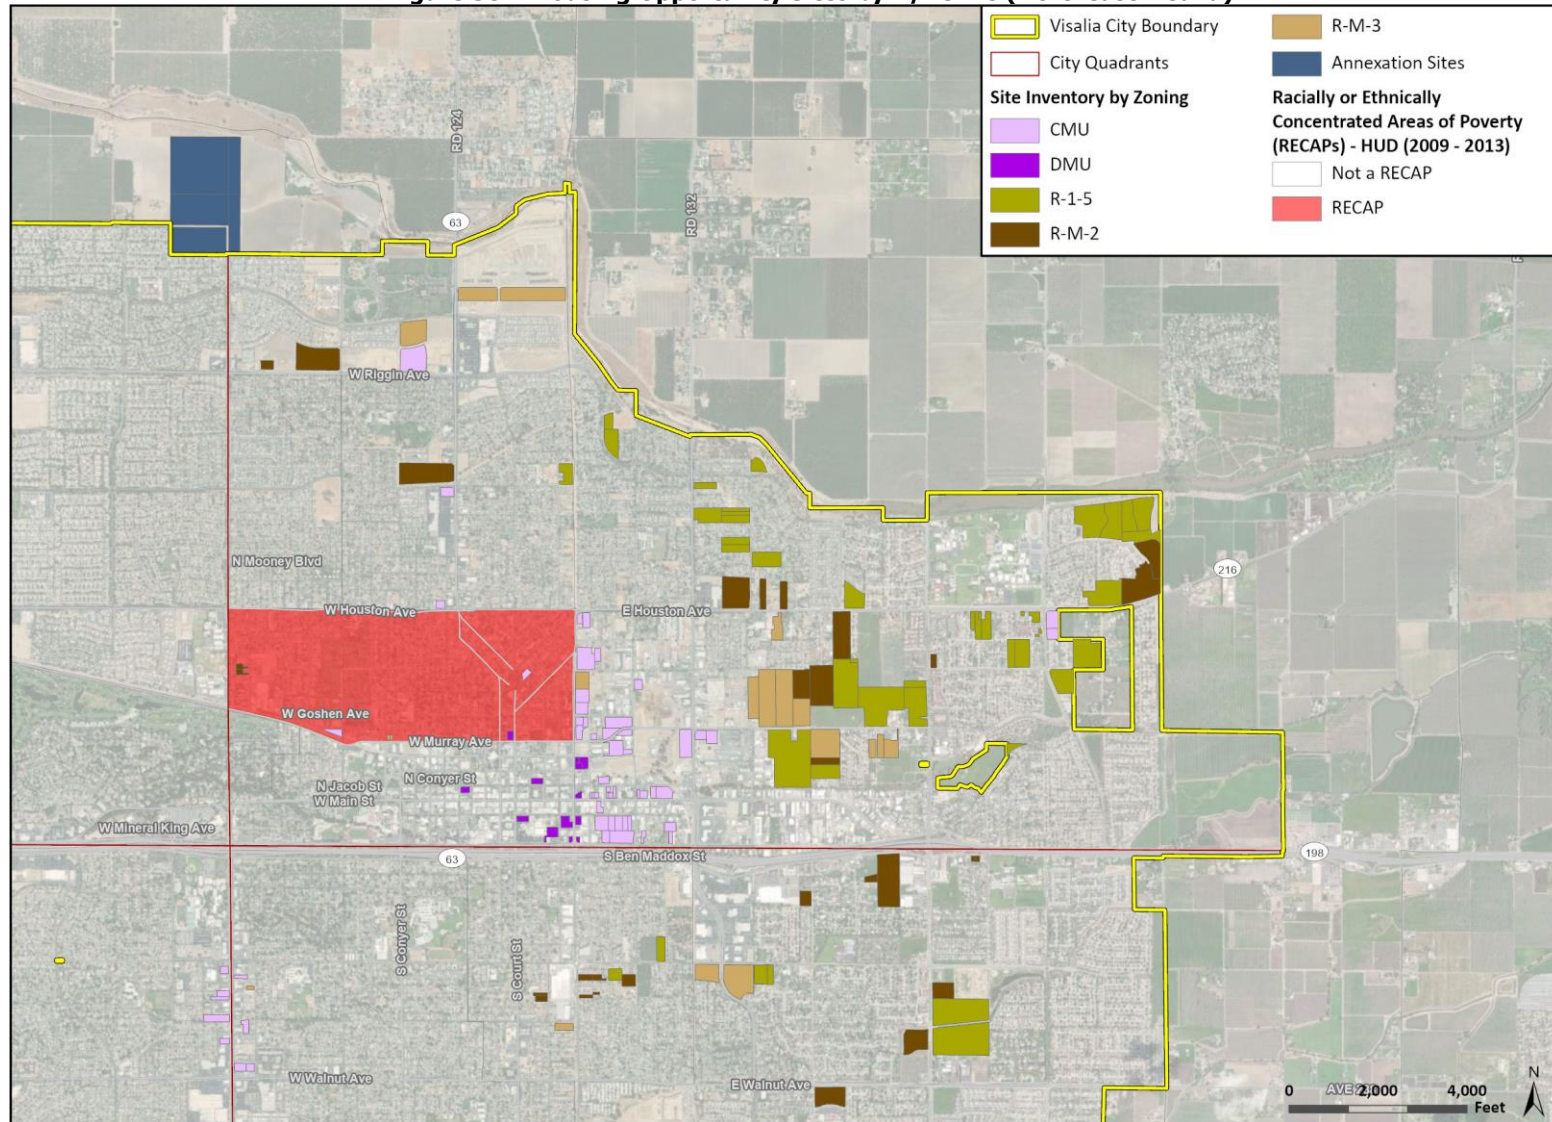 Visalia City Boundary
City Quadrants
Site Inventory by Zoning
CMU
DMU
R-1-5
R-M-2
R-M-3
Annexation Sites
Racially or Ethnically
Concentrated Areas of Poverty
(RECAPs) - HUD (2009 - 2013)
Not a RECAP
RECAP
RD 124
63
RD 132
W Riggin Ave
N Mooney Blvd
216
W Houston Ave
E Houston Ave
W Goshen Ave
W Murray Ave
N Conyer St
N Jacob St
W Main St
W Mineral King Ave
63
S Ben Maddox St
198
S Conyer St
S Court St
W Walnut Ave
E Walnut Ave
N
0 2,000 4,000
Feet